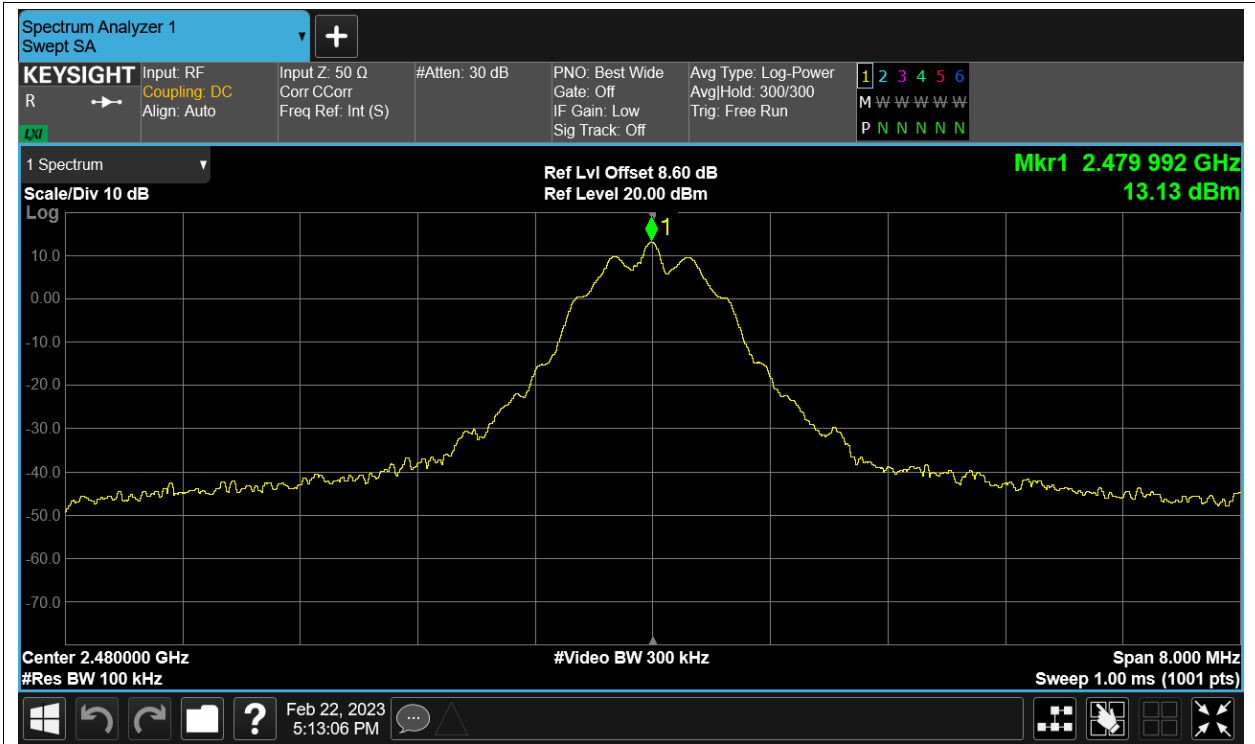 Spectrum Analyzer 1
Swept SA
+
KEYSIGHT
R
LXI
Input: RF
Coupling: DC
Align: Auto
Input Z: 50 Ω
Corr CCorr
Freq Ref: Int (S)
#Atten: 30 dB
PNO: Best Wide
Gate: Off
IF Gain: Low
Sig Track: Off
Avg Type: Log-Power
Avg|Hold: 300/300
Trig: Free Run
1 2 3 4 5 6
M W W W W W
P N N N N N
1 Spectrum
Scale/Div 10 dB
Log
Ref Lvl Offset 8.60 dB
Ref Level 20.00 dBm
Mkr1 2.479 992 GHz
13.13 dBm
1
10.0
0.00
-10.0
-20.0
-30.0
-40.0
-50.0
-60.0
-70.0
Center 2.480000 GHz
#Res BW 100 kHz
#Video BW 300 kHz
Span 8.000 MHz
Sweep 1.00 ms (1001 pts)
?
Feb 22, 2023
5:13:06 PM